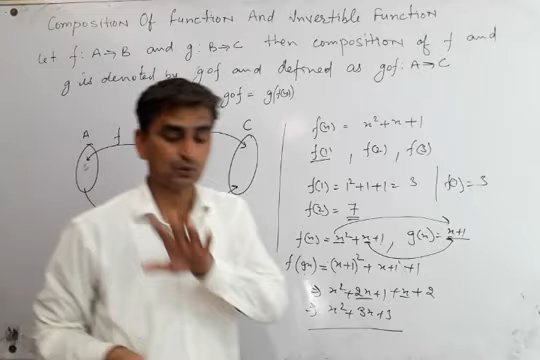 Composition Of function And Invertible Function
Let f: A→B and g: B→C then composition of f and
g is denoted by gof and defined as gof: A→C
gof = g(f(x))
A f C
f(x) = x²+x+1
f(1), f(2), f(3)
f(1) = 1²+1+1 = 3 | f(1) = 3
f(2) = 7
f(x) = x²+x+1, g(x) = x+1
f(gx) = (x+1)²+x+1+1
⇒ x²+2x+1+x+2
⇒ x²+3x+3